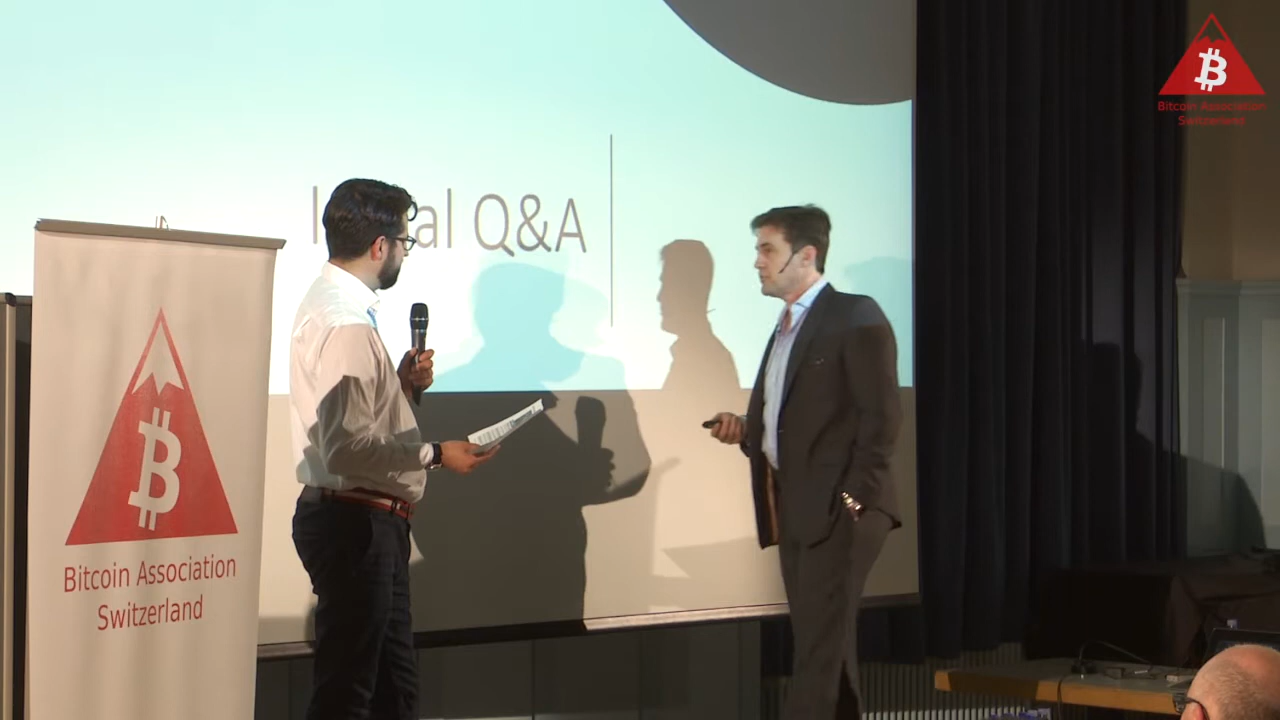 Q&A
Bitcoin Association
Switzerland
Bitcoin Association
Switzerland